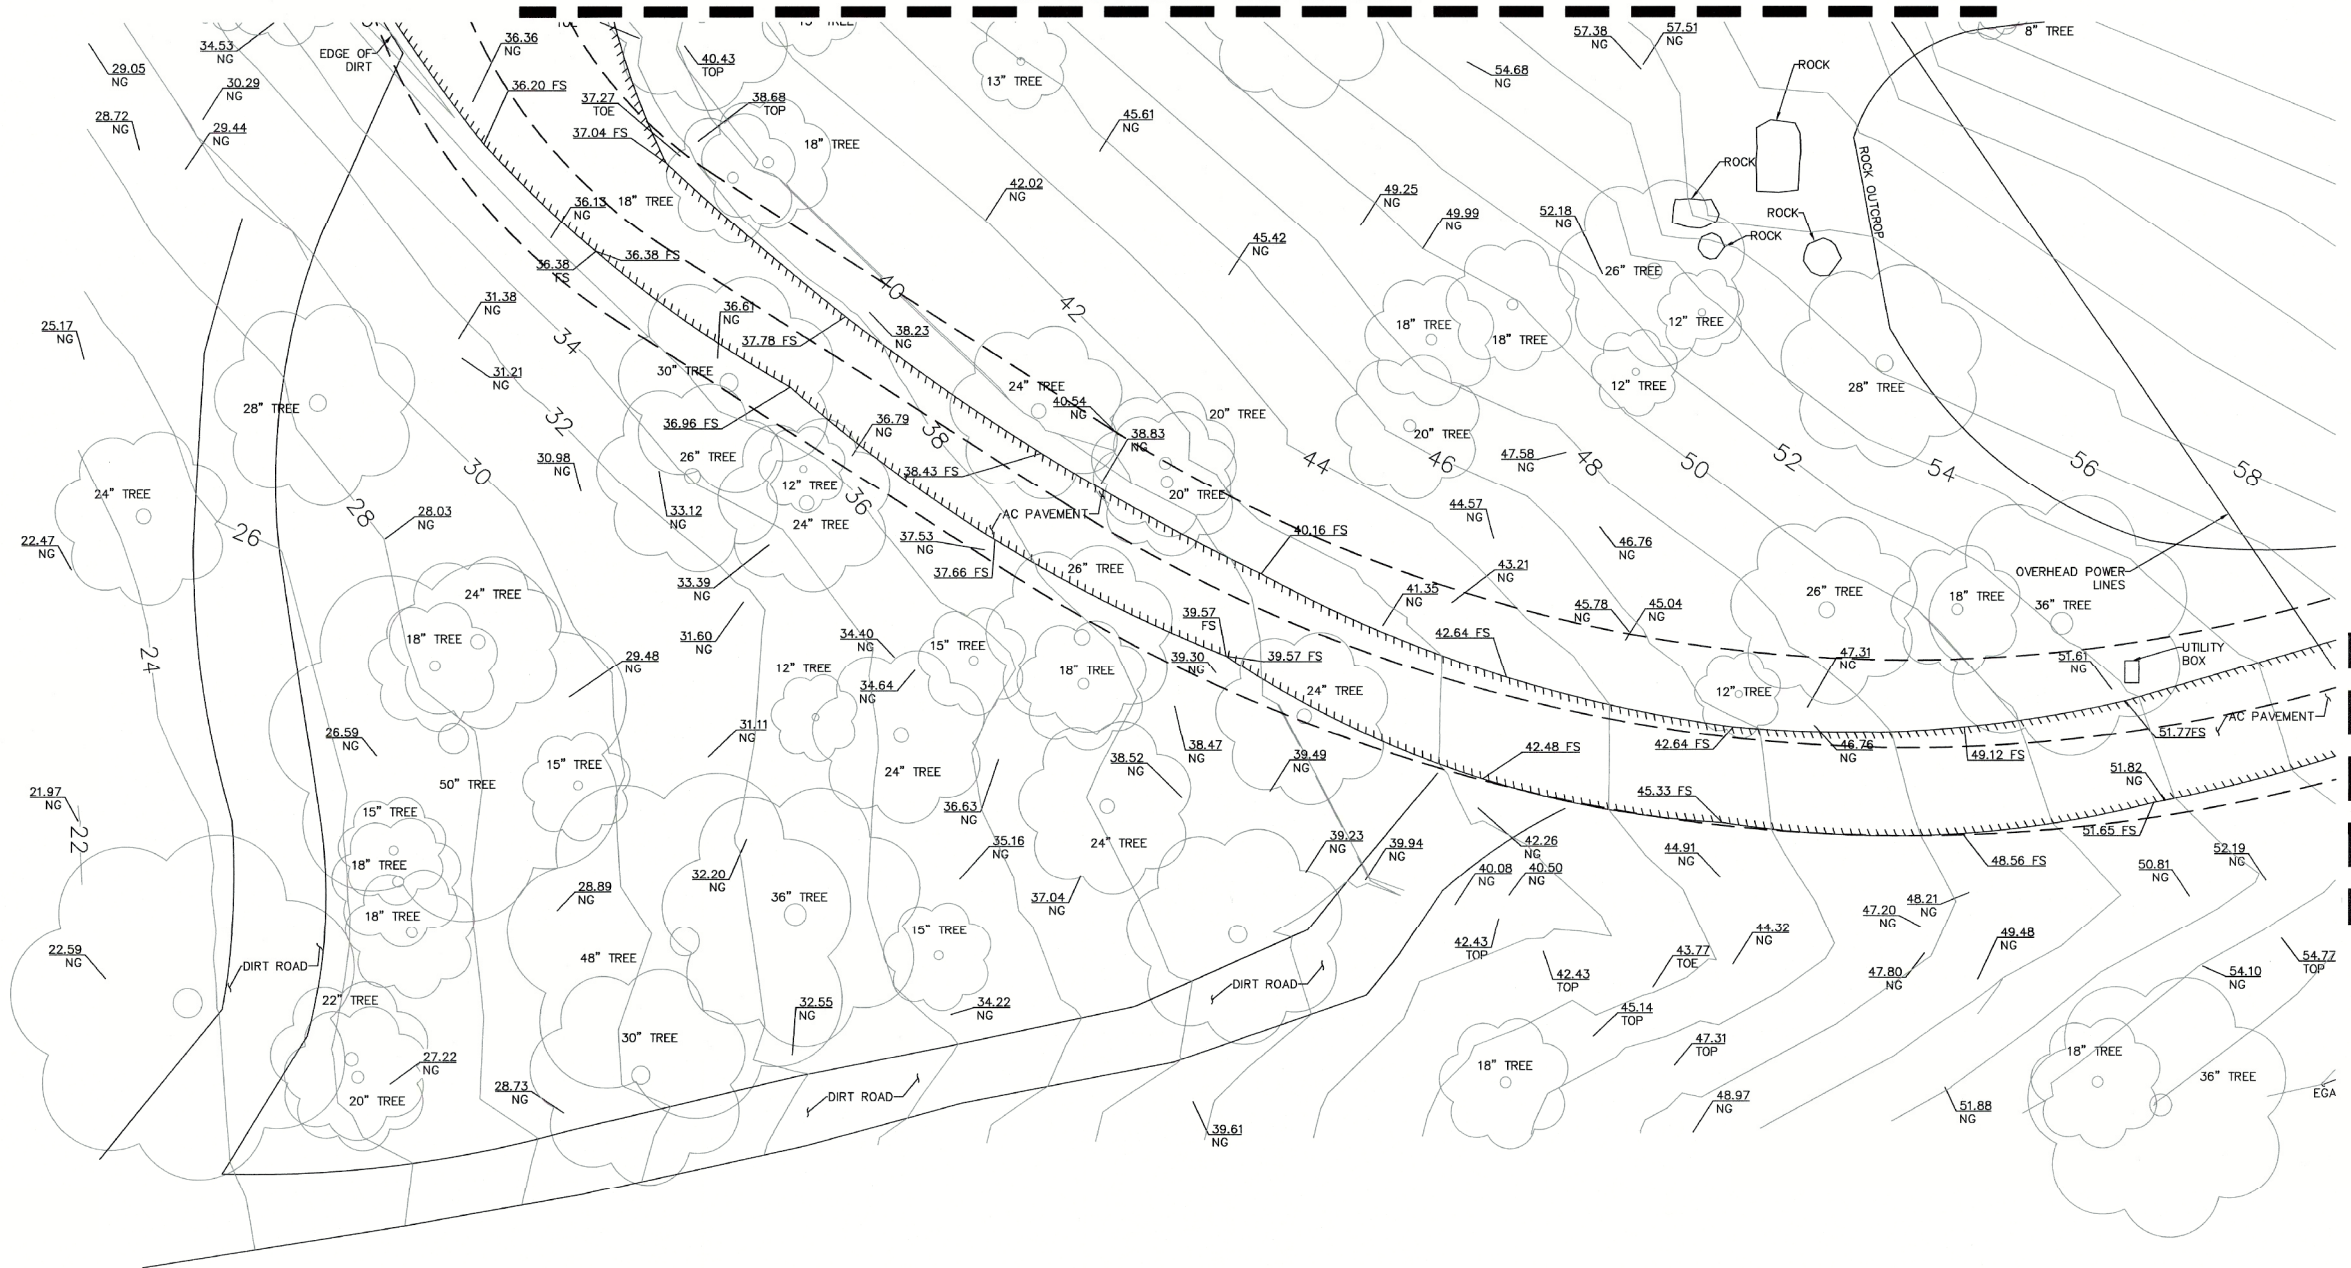 15" TREE
8" TREE
34.53
NG
EDGE OF
DIRT
36.36
NG
40.43
TOP
57.38
NG
57.51
NG
29.05
NG
30.29
NG
36.20 FS
37.27
TOE
38.68
TOP
13" TREE
54.68
NG
ROCK
28.72
NG
29.44
NG
37.04 FS
18" TREE
45.61
NG
ROCK
ROCK OUTCROP
36.13
NG
18" TREE
42.02
NG
49.25
NG
49.99
NG
52.18
NG
ROCK
ROCK
36.38
FS
36.38 FS
45.42
NG
26" TREE
40
42
31.38
NG
36.61
NG
37.78 FS
38.23
NG
18" TREE
18" TREE
12" TREE
25.17
NG
34
31.21
NG
30" TREE
24" TREE
12" TREE
28" TREE
28" TREE
32
36.96 FS
36.79
NG
38
40.54
NG
20" TREE
38.83
NG
20" TREE
30.98
NG
26" TREE
38.43 FS
44
46
47.58
NG
48
50
52
54
56
58
30
24" TREE
12" TREE
36
20" TREE
28
28.03
NG
33.12
NG
24" TREE
AC PAVEMENT
44.57
NG
26
22.47
NG
37.53
NG
37.66 FS
26" TREE
40.16 FS
46.76
NG
33.39
NG
43.21
NG
OVERHEAD POWER
LINES
24" TREE
41.35
NG
45.78
NG
45.04
NG
26" TREE
18" TREE
36" TREE
18" TREE
31.60
NG
34.40
NG
15" TREE
39.57
FS
42.64 FS
24
29.48
NG
12" TREE
34.64
NG
18" TREE
39.30
NG
39.57 FS
47.31
NG
51.61
NG
UTILITY
BOX
24" TREE
12" TREE
AC PAVEMENT
26.59
NG
31.11
NG
38.47
NG
42.48 FS
42.64 FS
46.76
NG
49.12 FS
51.77FS
15" TREE
24" TREE
38.52
NG
39.49
NG
51.82
NG
50" TREE
21.97
NG
22
15" TREE
36.63
NG
45.33 FS
51.65 FS
24" TREE
18" TREE
32.20
NG
35.16
NG
39.23
NG
39.94
NG
42.26
NG
44.91
NG
48.56 FS
50.81
NG
52.19
NG
28.89
NG
36" TREE
37.04
NG
40.08
NG
40.50
NG
18" TREE
48.21
NG
47.20
NG
22.59
NG
DIRT ROAD
48" TREE
15" TREE
42.43
TOP
44.32
NG
49.48
NG
54.77
TOP
43.77
TOE
42.43
TOP
47.80
NG
54.10
NG
DIRT ROAD
22" TREE
32.55
NG
34.22
NG
45.14
TOP
30" TREE
47.31
TOP
18" TREE
18" TREE
36" TREE
27.22
NG
20" TREE
28.73
NG
DIRT ROAD
48.97
NG
51.88
NG
EGA
39.61
NG